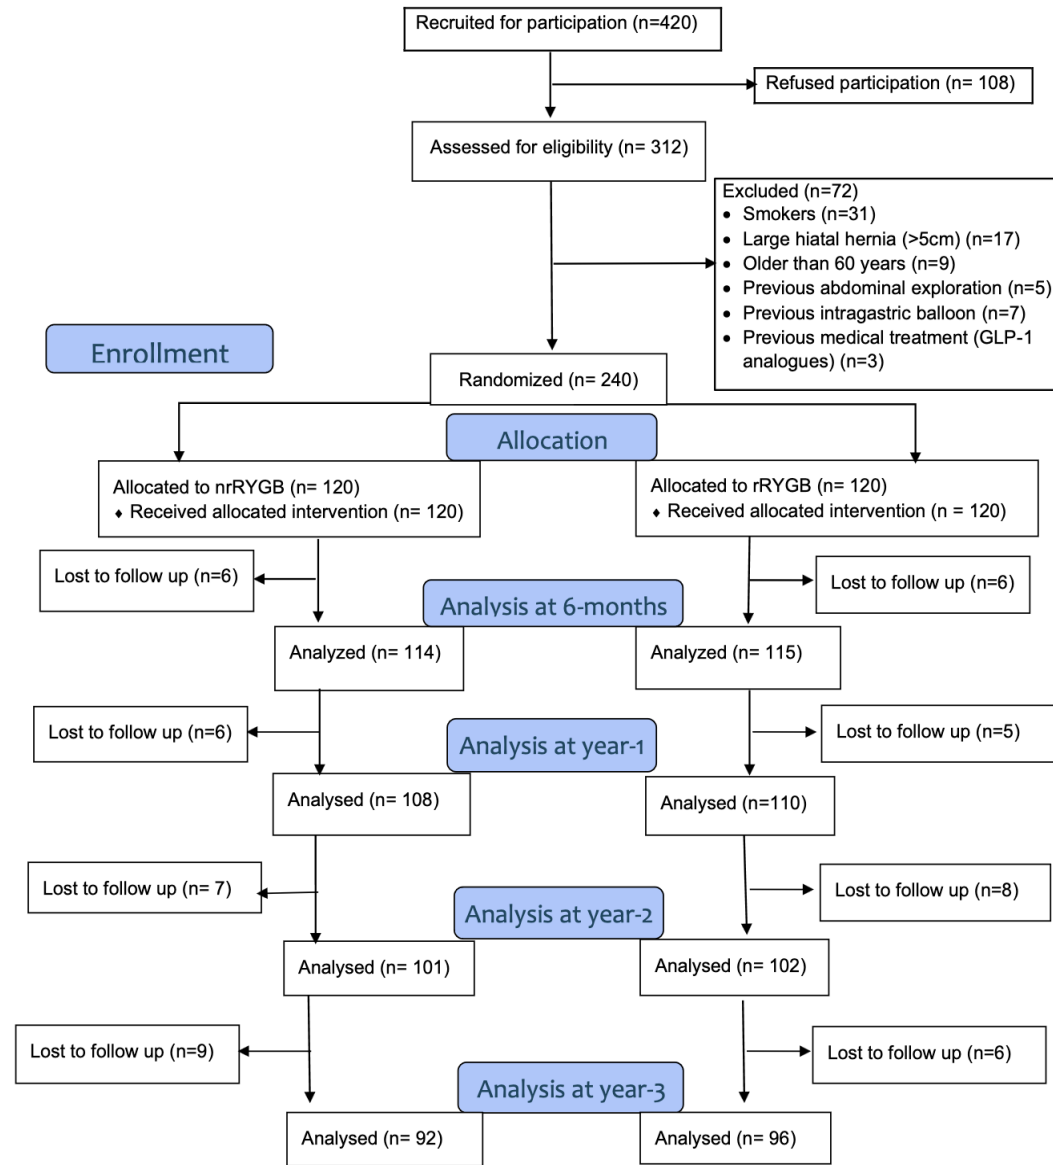 Recruited for participation (n=420)
Refused participation (n= 108)
Assessed for eligibility (n= 312)
Excluded (n=72)
• Smokers (n=31)
• Large hiatal hernia (>5cm) (n=17)
• Older than 60 years (n=9)
• Previous abdominal exploration (n=5)
• Previous intragastric balloon (n=7)
• Previous medical treatment (GLP-1
analogues) (n=3)
Enrollment
Randomized (n= 240)
Allocation
Allocated to nrRYGB (n= 120)
♦ Received allocated intervention (n= 120)
Allocated to rRYGB (n= 120)
♦ Received allocated intervention (n = 120)
Lost to follow up (n=6)
Lost to follow up (n=6)
Analysis at 6-months
Analyzed (n= 114)
Analyzed (n= 115)
Lost to follow up (n=6)
Lost to follow up (n=5)
Analysis at year-1
Analysed (n= 108)
Analysed (n=110)
Lost to follow up (n= 7)
Lost to follow up (n=8)
Analysis at year-2
Analysed (n= 101)
Analysed (n= 102)
Lost to follow up (n=9)
Lost to follow up (n=6)
Analysis at year-3
Analysed (n= 92)
Analysed (n= 96)